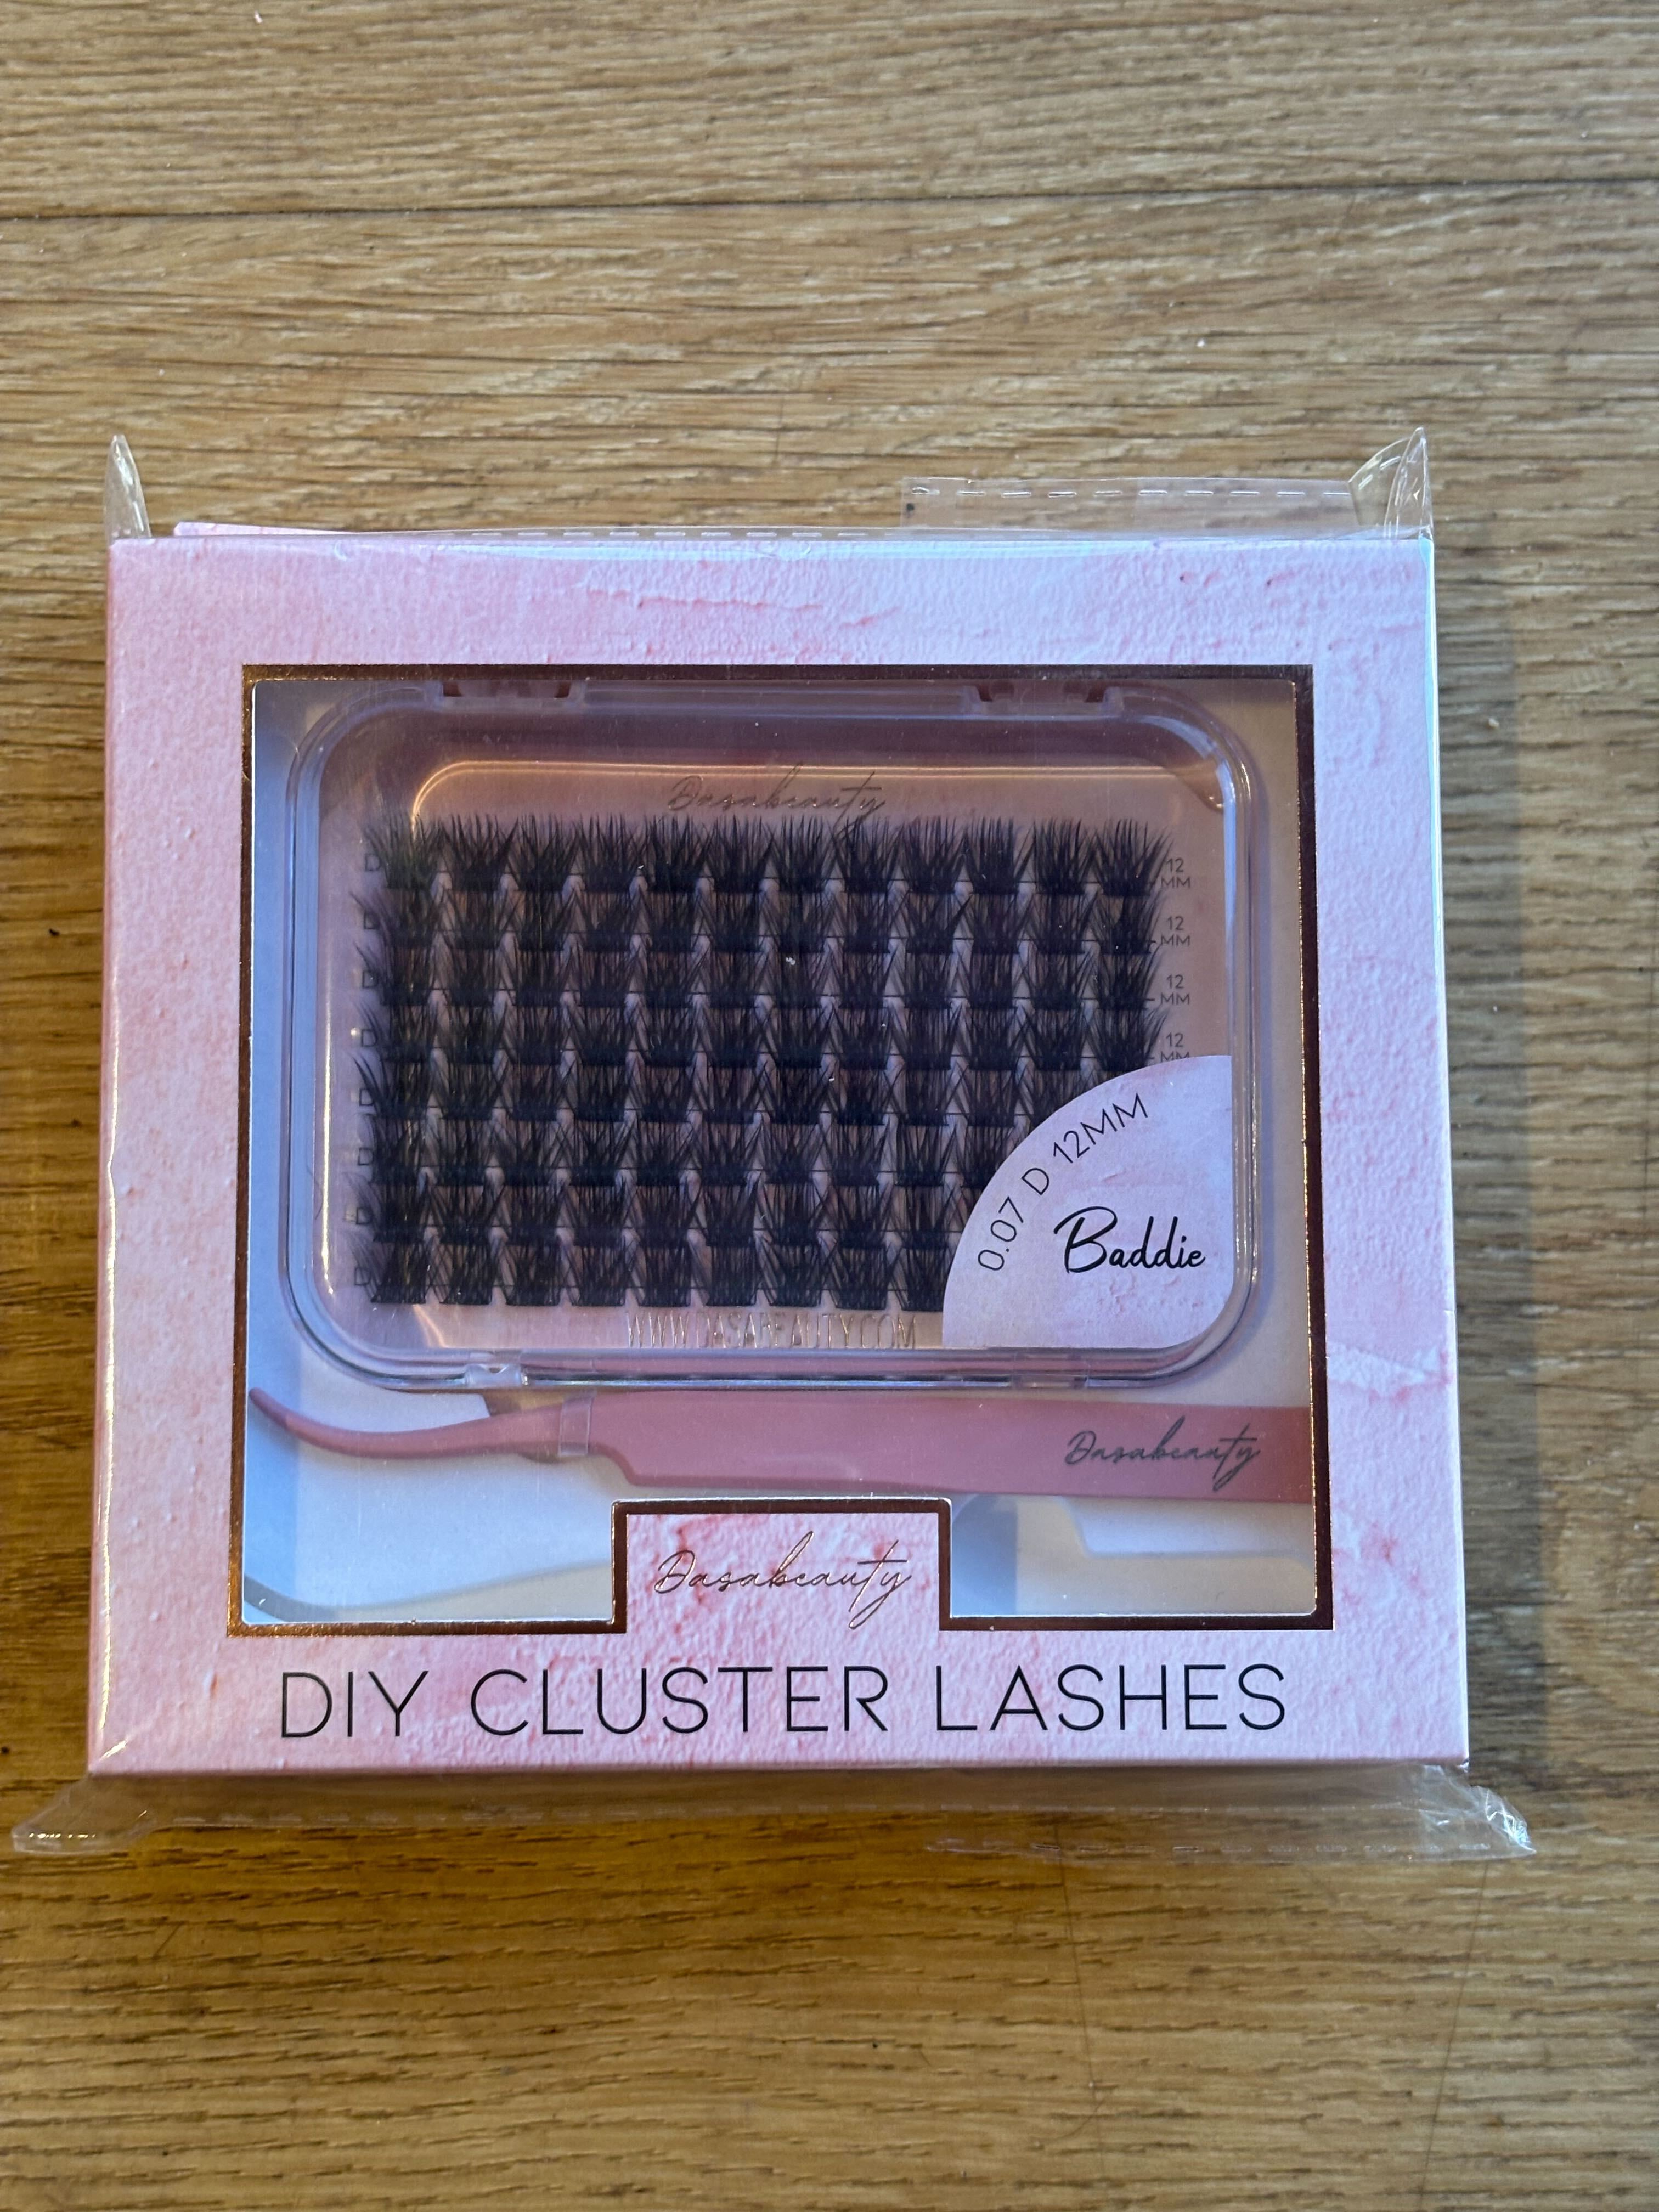 Dasabeauty
D 12 MM
D 12 MM
D 12 MM
D 12 MM
D
D
D
D
0.07 D 12MM
Baddie
WWW.DASABEAUTY.COM
Dasabeauty
Dasabeauty
DIY CLUSTER LASHES